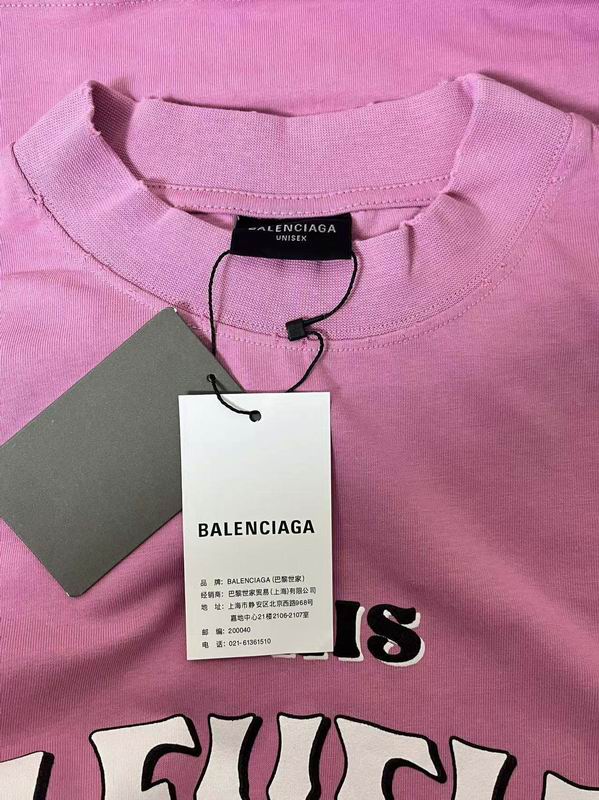 BALENCIAGA
UNISEX
BALENCIAGA
品 牌: BALENCIAGA (巴黎世家)
经销商: 巴黎世家贸易(上海)有限公司
地 址: 上海市静安区北京西路968号
嘉地中心21楼2106-2107室
邮 编: 200040
电 话: 021-61361510